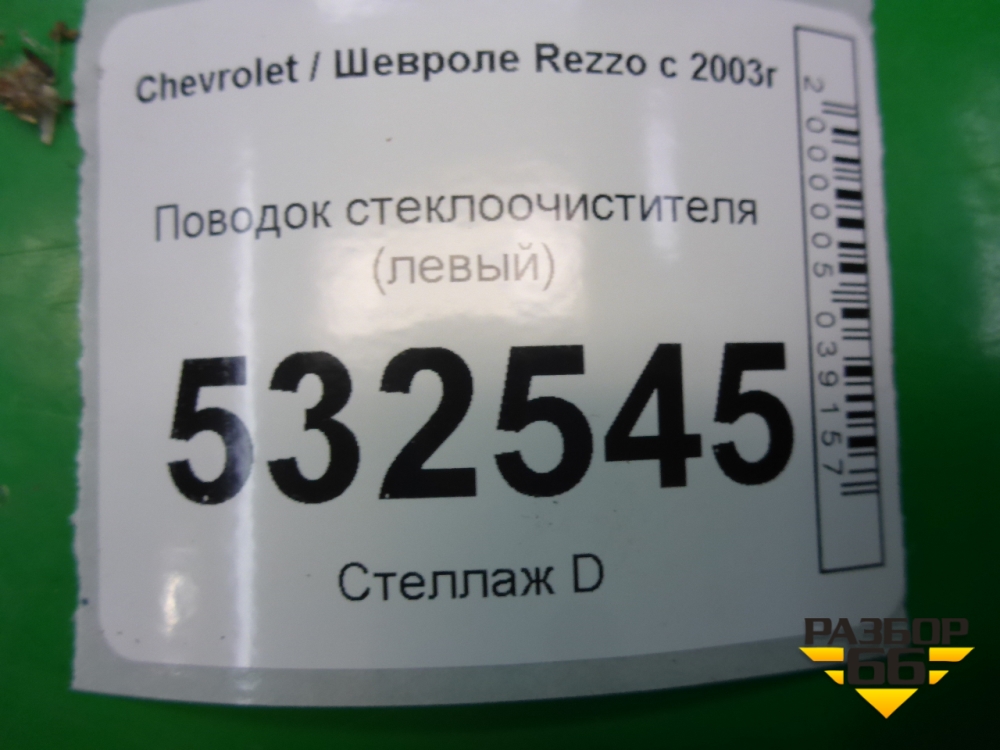 Chevrolet / Шевроле Rezzo с 2003г
Поводок стеклоочистителя
(левый)
532545
Стеллаж D
2000005039157
РАЗБОР
66